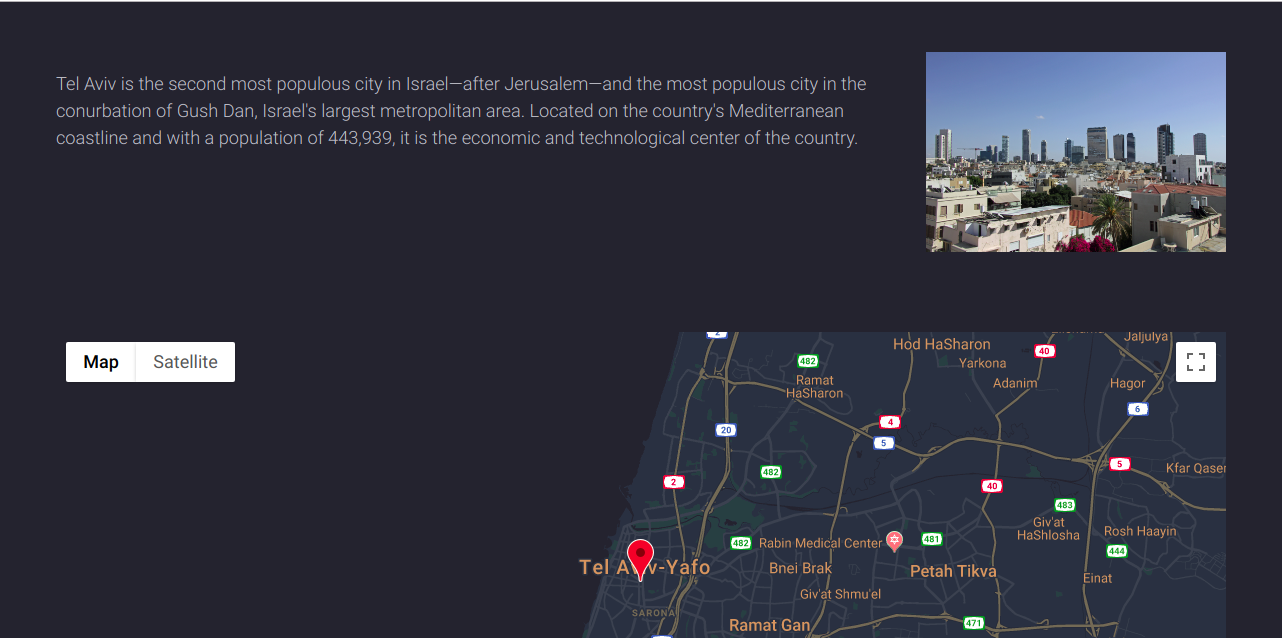 Tel Aviv is the second most populous city in Israel—after Jerusalem—and the most populous city in the
conurbation of Gush Dan, Israel's largest metropolitan area. Located on the country's Mediterranean
coastline and with a population of 443,939, it is the economic and technological center of the country.
Map Satellite
2
Jaljulya
Hod HaSharon
40
482
Yarkona
Ramat
HaSharon
Adanim
Hagor
6
4
20
5
5
Kfar Qaser
482
2
40
483
Giv'at
HaShlosha
Rosh Haayin
482
Rabin Medical Center
481
444
Tel Aviv-Yafo
Bnei Brak
Petah Tikva
Einat
Giv'at Shmu'el
SARONA
Ramat Gan
471